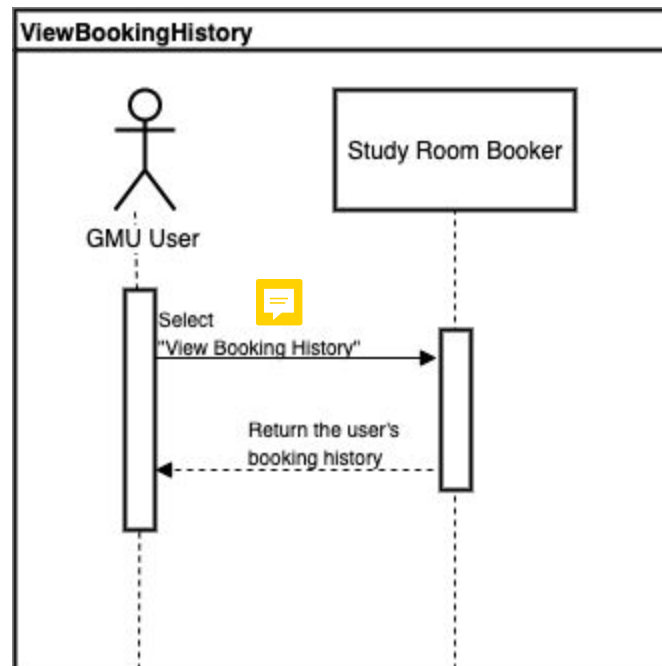 ViewBookingHistory
Study Room Booker
GMU User
Select
"View Booking History"
Return the user's
booking history